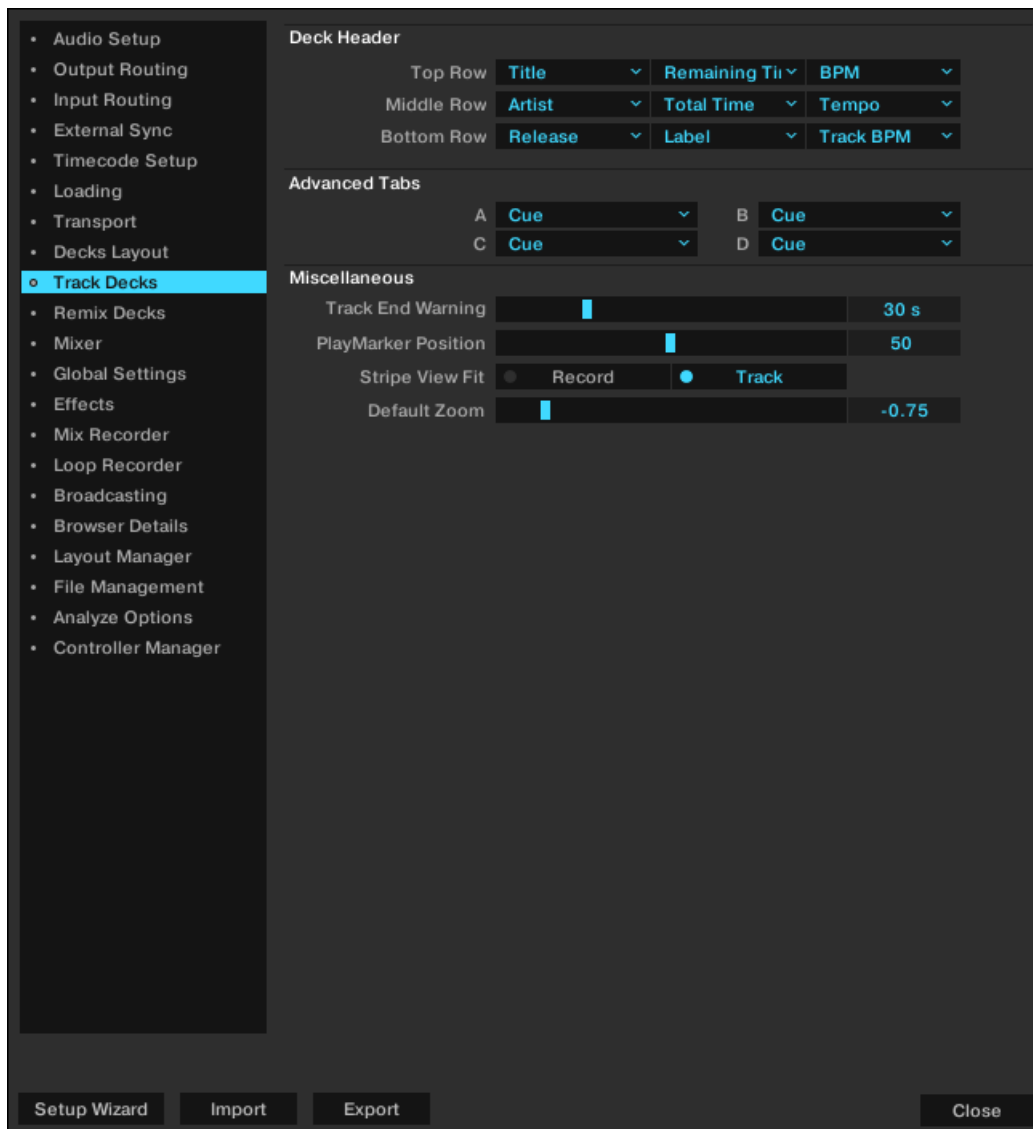 Audio Setup
Output Routing
Input Routing
External Sync
Timecode Setup
Loading
Transport
Decks Layout
Track Decks
Remix Decks
Mixer
Global Settings
Effects
Mix Recorder
Loop Recorder
Broadcasting
Browser Details
Layout Manager
File Management
Analyze Options
Controller Manager
Deck Header
Top Row Title Remaining Ti BPM
Middle Row Artist Total Time Tempo
Bottom Row Release Label Track BPM
Advanced Tabs
A Cue B Cue
C Cue D Cue
Miscellaneous
Track End Warning 30 s
PlayMarker Position 50
Stripe View Fit Record Track
Default Zoom -0.75
Setup Wizard Import Export Close